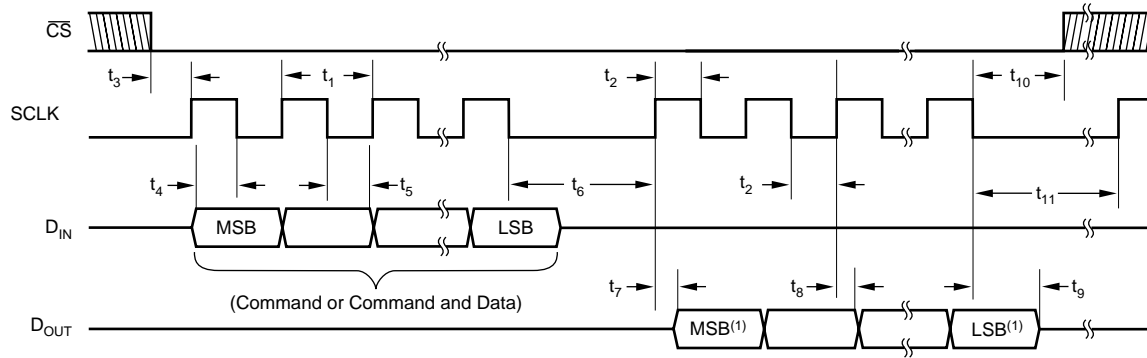 CS
t3 t1 t2 t10
SCLK
t4 t5 t6 t2 t11
DIN MSB LSB
(Command or Command and Data)
t7 t8 t9
DOUT MSB(1) LSB(1)